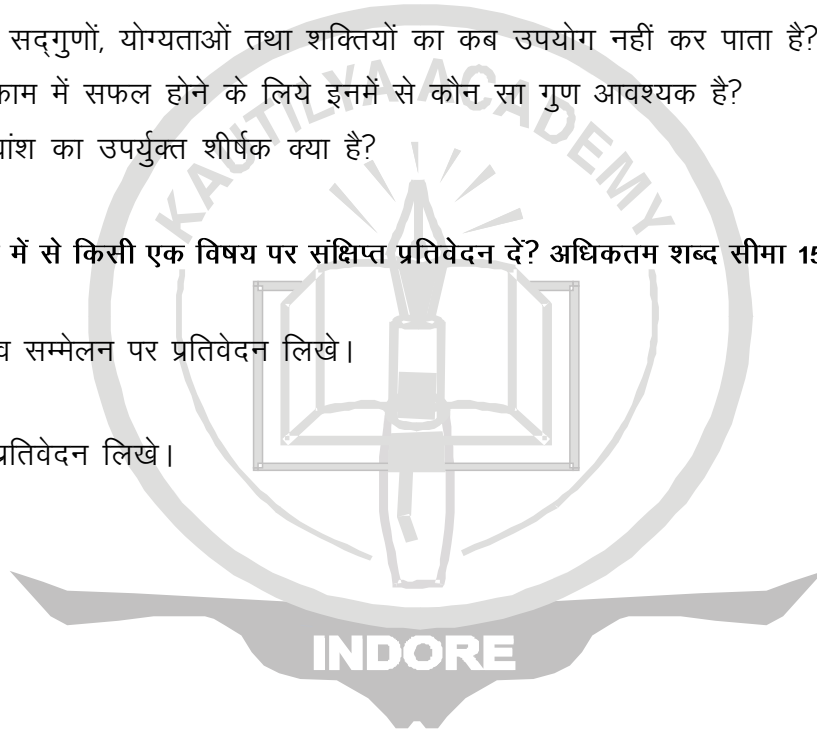 सद्गुणों, योग्यताओं तथा शक्तियों का कब उपयोग नहीं कर पाता है?
काम में सफल होने के लिये इनमें से कौन सा गुण आवश्यक है?
यांश का उपर्युक्त शीर्षक क्या है?
में से किसी एक विषय पर संक्षिप्त प्रतिवेदन दें? अधिकतम शब्द सीमा 15
व सम्मेलन पर प्रतिवेदन लिखे।
प्रतिवेदन लिखे।
KAUTILYA ACADEMY
INDORE